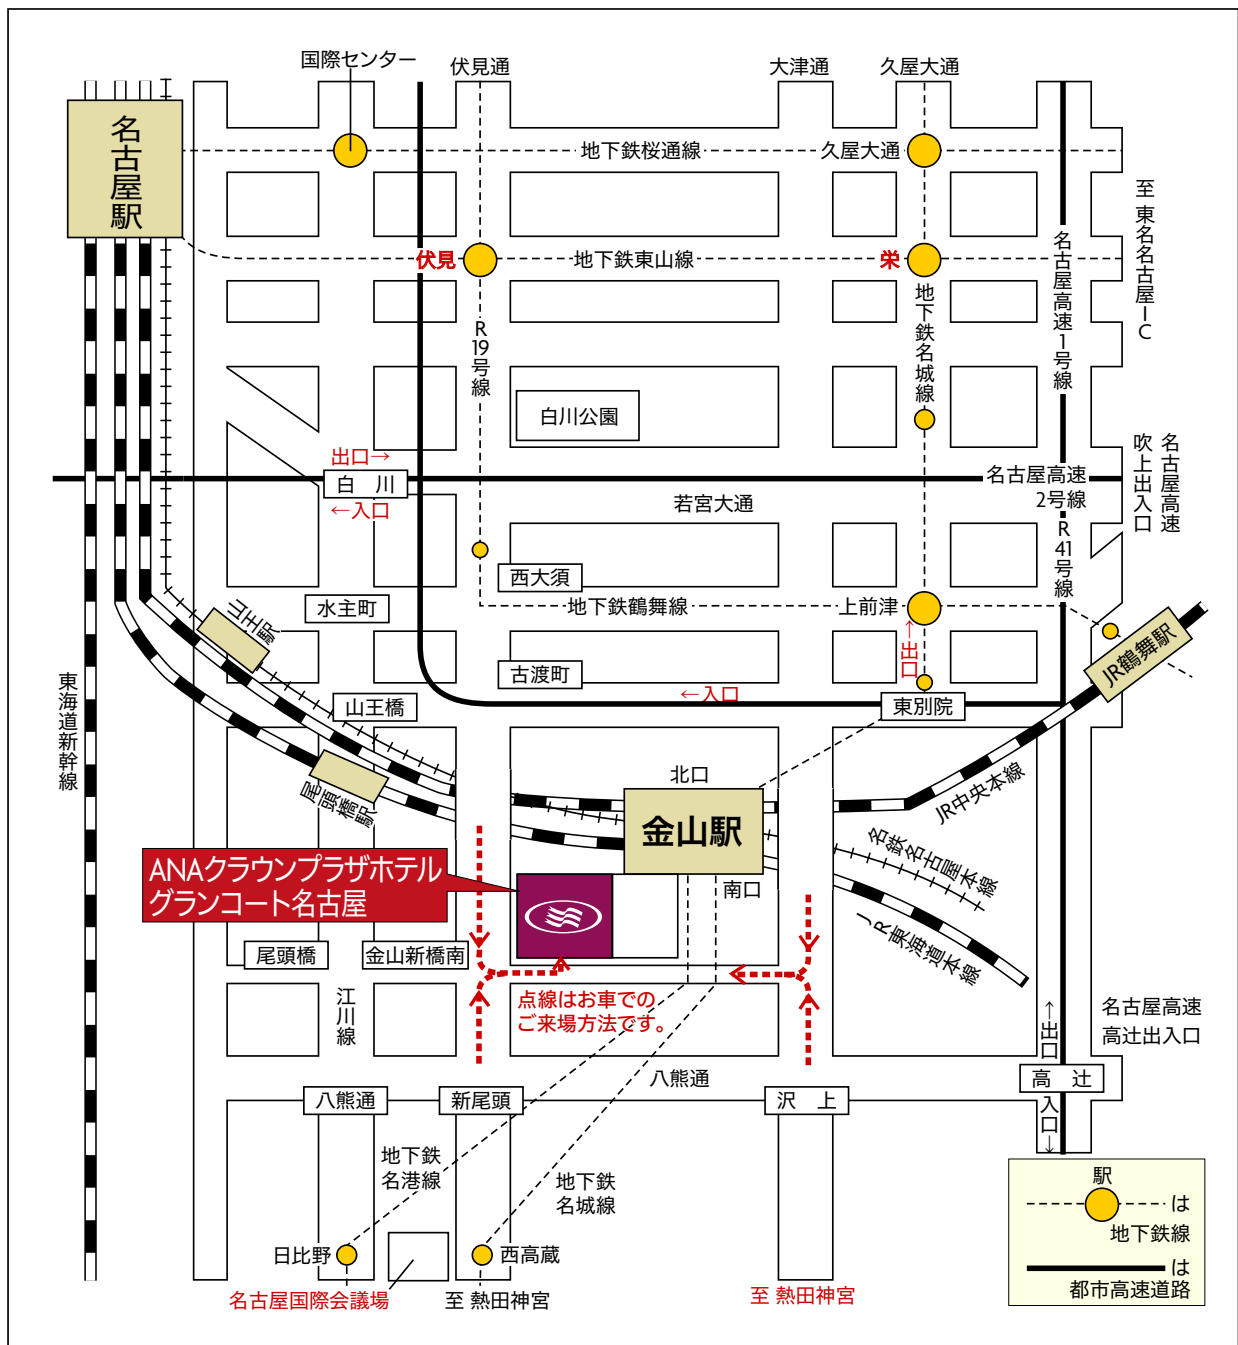 国際センター
伏見通
大津通
久屋大通
名古屋駅
地下鉄桜通線
久屋大通
至 東名名古屋IC
伏見
地下鉄東山線
栄
名古屋高速1号線
地下鉄名城線
R19号線
白川公園
出口→
白 川
←入口
名古屋高速
2号線
若宮大通
名古屋高速
吹上出入口
R41号線
西大須
水主町
地下鉄鶴舞線
上前津
山王駅
←出口
JR鶴舞駅
古渡町
←入口
東別院
山王橋
東海道新幹線
北口
尾頭橋駅
金山駅
JR中央本線
名鉄名古屋本線
JR東海道本線
ANAクラウンプラザホテル
グランコート名古屋
南口
尾頭橋
金山新橋南
江川線
点線はお車での
ご来場方法です。
←出口
名古屋高速
高辻出入口
高 辻
入口→
八熊通
八熊通
新尾頭
沢 上
地下鉄
名港線
地下鉄
名城線
日比野
西高蔵
名古屋国際会議場
至 熱田神宮
至 熱田神宮
駅
は
地下鉄線
は
都市高速道路